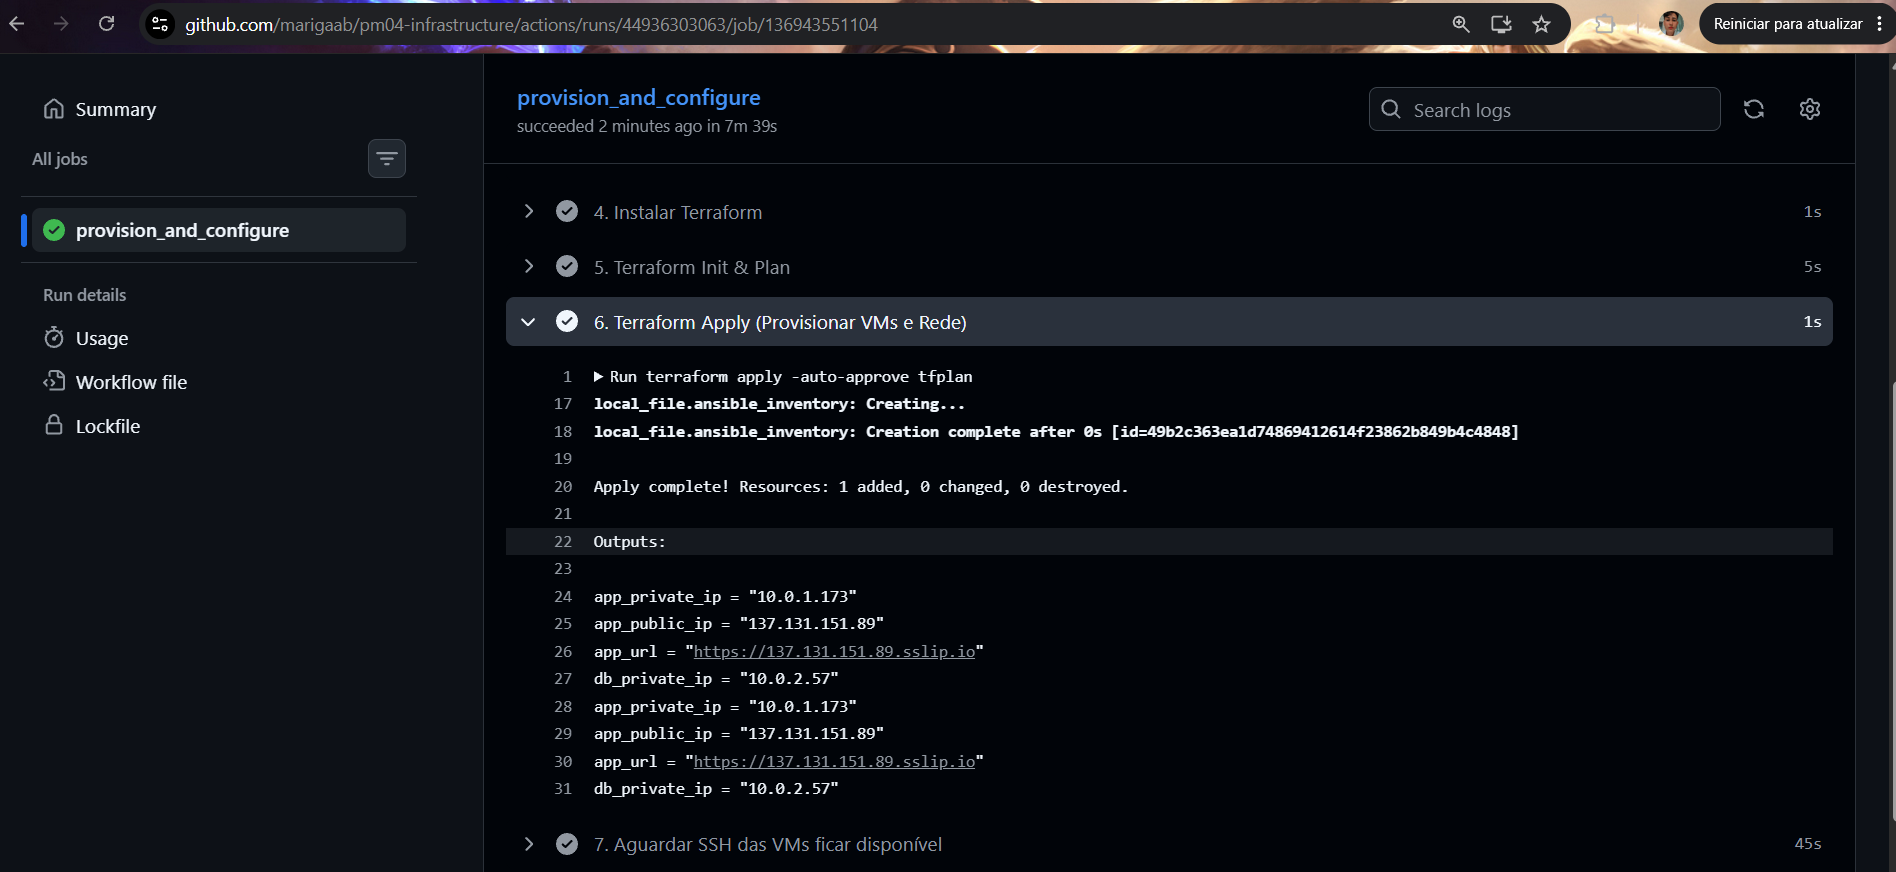 github.com/marigaab/pm04-infrastructure/actions/runs/44936303063/job/136943551104
Reiniciar para atualizar
Summary
All jobs
provision_and_configure
Run details
Usage
Workflow file
Lockfile
provision_and_configure
succeeded 2 minutes ago in 7m 39s
Search logs
4. Instalar Terraform 1s
5. Terraform Init & Plan 5s
6. Terraform Apply (Provisionar VMs e Rede) 1s
1 Run terraform apply -auto-approve tfplan
17 local_file.ansible_inventory: Creating...
18 local_file.ansible_inventory: Creation complete after 0s [id=49b2c363ea1d74869412614f23862b849b4c4848]
19
20 Apply complete! Resources: 1 added, 0 changed, 0 destroyed.
21
22 Outputs:
23
24 app_private_ip = "10.0.1.173"
25 app_public_ip = "137.131.151.89"
26 app_url = "https://137.131.151.89.sslip.io"
27 db_private_ip = "10.0.2.57"
28 app_private_ip = "10.0.1.173"
29 app_public_ip = "137.131.151.89"
30 app_url = "https://137.131.151.89.sslip.io"
31 db_private_ip = "10.0.2.57"
7. Aguardar SSH das VMs ficar disponível 45s